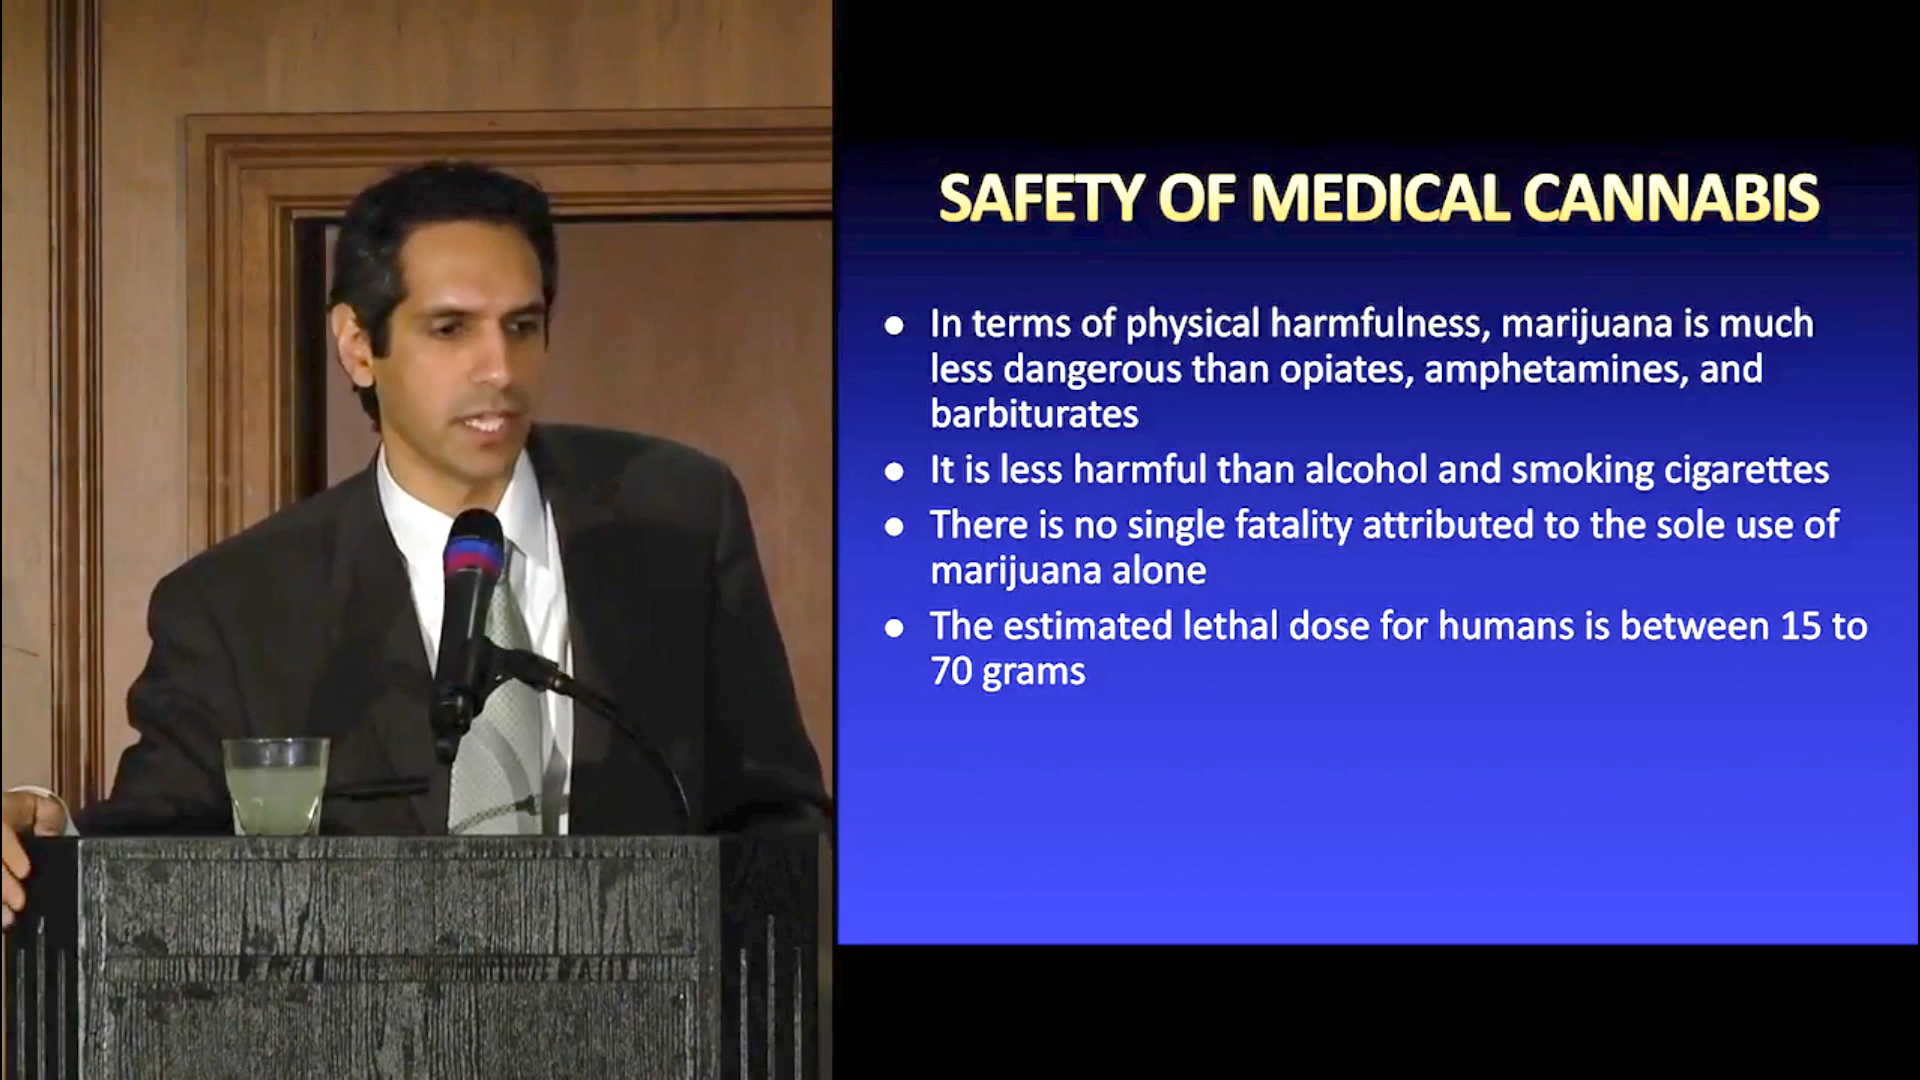 SAFETY OF MEDICAL CANNABIS
● In terms of physical harmfulness, marijuana is much
less dangerous than opiates, amphetamines, and
barbiturates
● It is less harmful than alcohol and smoking cigarettes
● There is no single fatality attributed to the sole use of
marijuana alone
● The estimated lethal dose for humans is between 15 to
70 grams